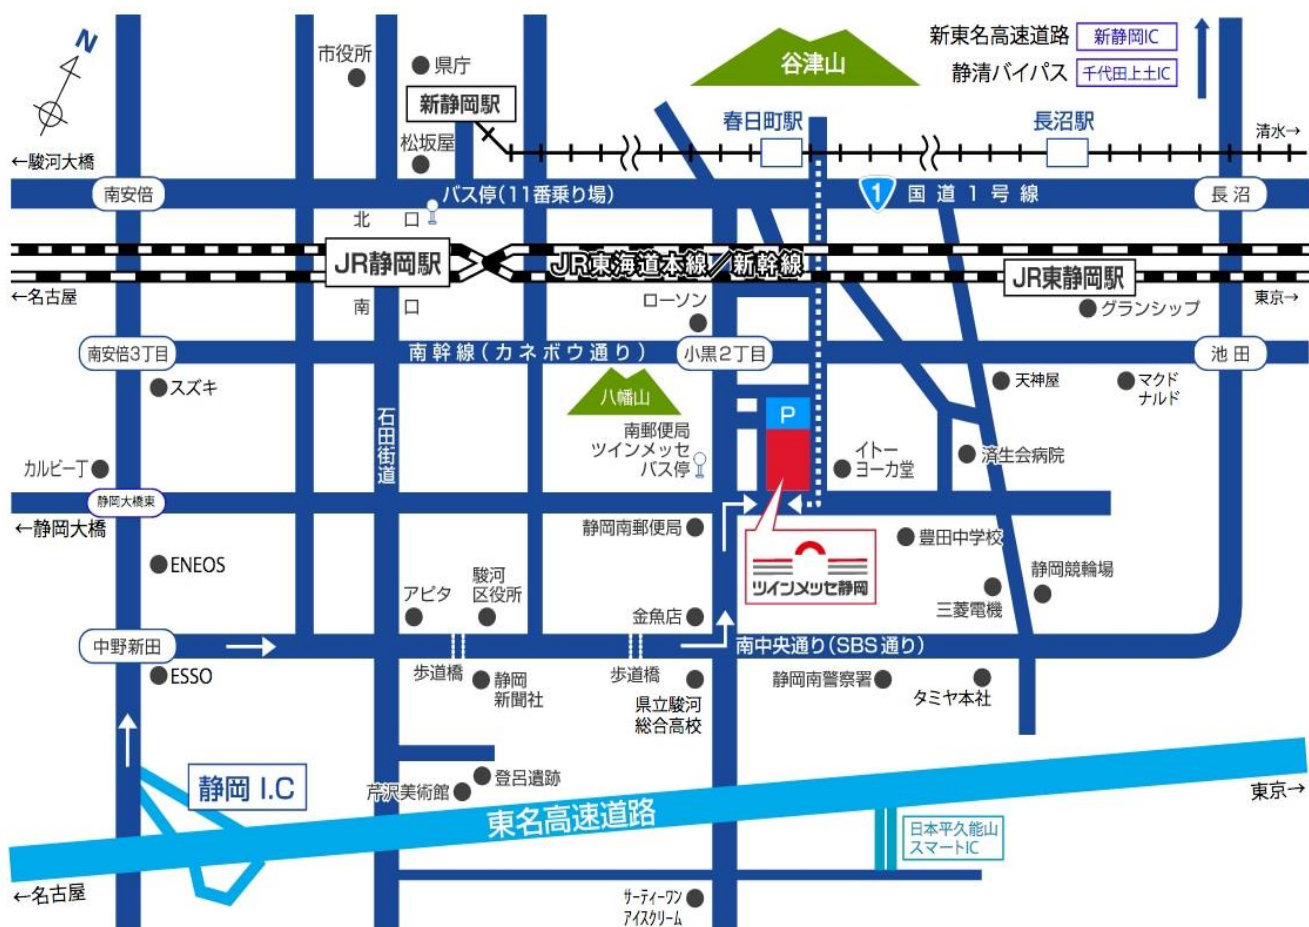 N
市役所
県庁
新静岡駅
松坂屋
谷津山
新東名高速道路
新静岡IC
静清バイパス
千代田上土IC
春日町駅
長沼駅
清水→
←駿河大橋
南安倍
バス停(11番乗り場)
1
国道1号線
長沼
北口
JR静岡駅
JR東海道本線/新幹線
JR東静岡駅
←名古屋
南口
ローソン
グランシップ
東京→
南安倍3丁目
南幹線(カネボウ通り)
小黒2丁目
池田
スズキ
石田街道
八幡山
P
天神屋
マクド
ナルド
南郵便局
ツインメッセ
バス停
カルビー丁
イトー
ヨーカ堂
済生会病院
静岡大橋東
←静岡大橋
静岡南郵便局
豊田中学校
ENEOS
ツインメッセ静岡
静岡競輪場
アピタ
駿河
区役所
金魚店
三菱電機
中野新田
南中央通り(SBS通り)
ESSO
歩道橋
静岡
新聞社
歩道橋
県立駿河
総合高校
静岡南警察署
タミヤ本社
静岡 I.C
登呂遺跡
芹沢美術館
東名高速道路
東京→
日本平久能山
スマートIC
←名古屋
サーティーワン
アイスクリーム